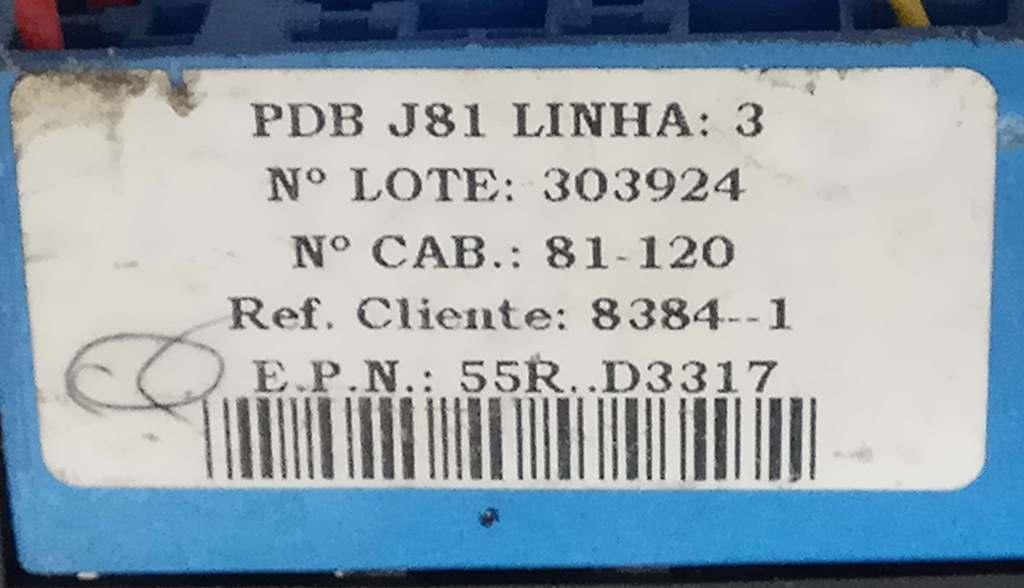 PDB J81 LINHA: 3
Nº LOTE: 303924
Nº CAB.: 81-120
Ref. Cliente: 8384--1
E.P.N.: 55R..D3317